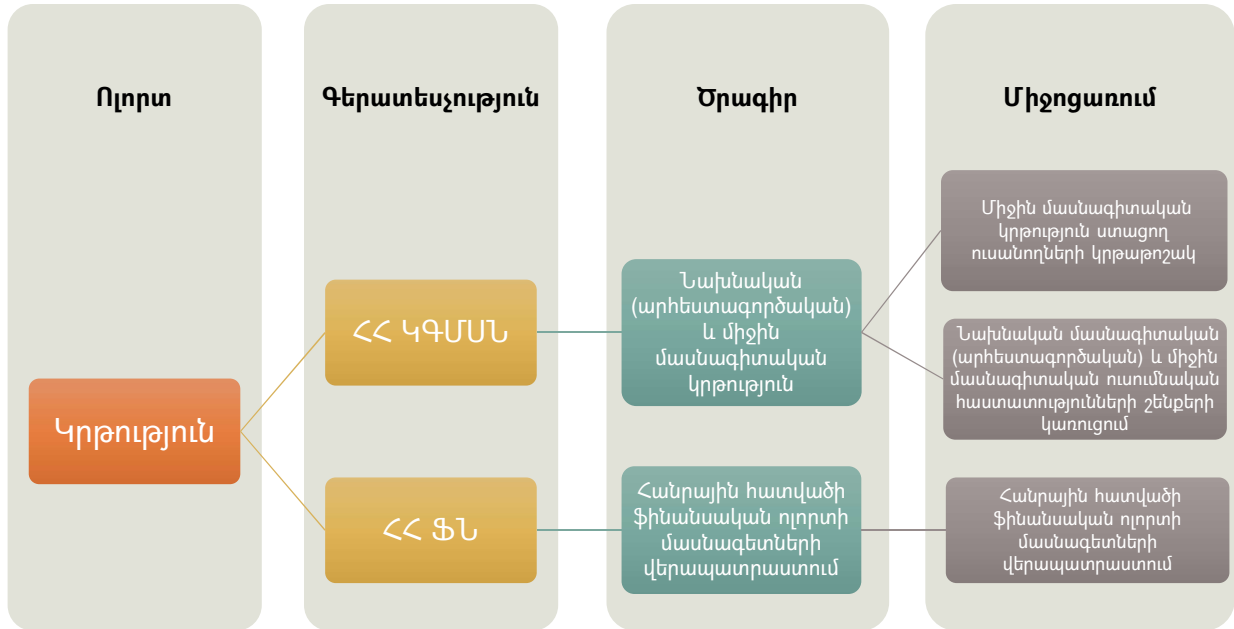 Ոլորտ
Գերատեսչություն
Ծրագիր
Միջոցառում
Կրթություն
ՀՀ ԿԳՄՍՆ
ՀՀ ՖՆ
Նախնական
(արհեստագործական)
և միջին
մասնագիտական
կրթություն
Հանրային հատվածի
ֆինանսական ոլորտի
մասնագետների
վերապատրաստում
Միջին մասնագիտական
կրթություն ստացող
ուսանողների կրթաթոշակ
Նախնական մասնագիտական
(արհեստագործական) և միջին
մասնագիտական ուսումնական
հաստատությունների շենքերի
կառուցում
Հանրային հատվածի
ֆինանսական ոլորտի
մասնագետների
վերապատրաստում